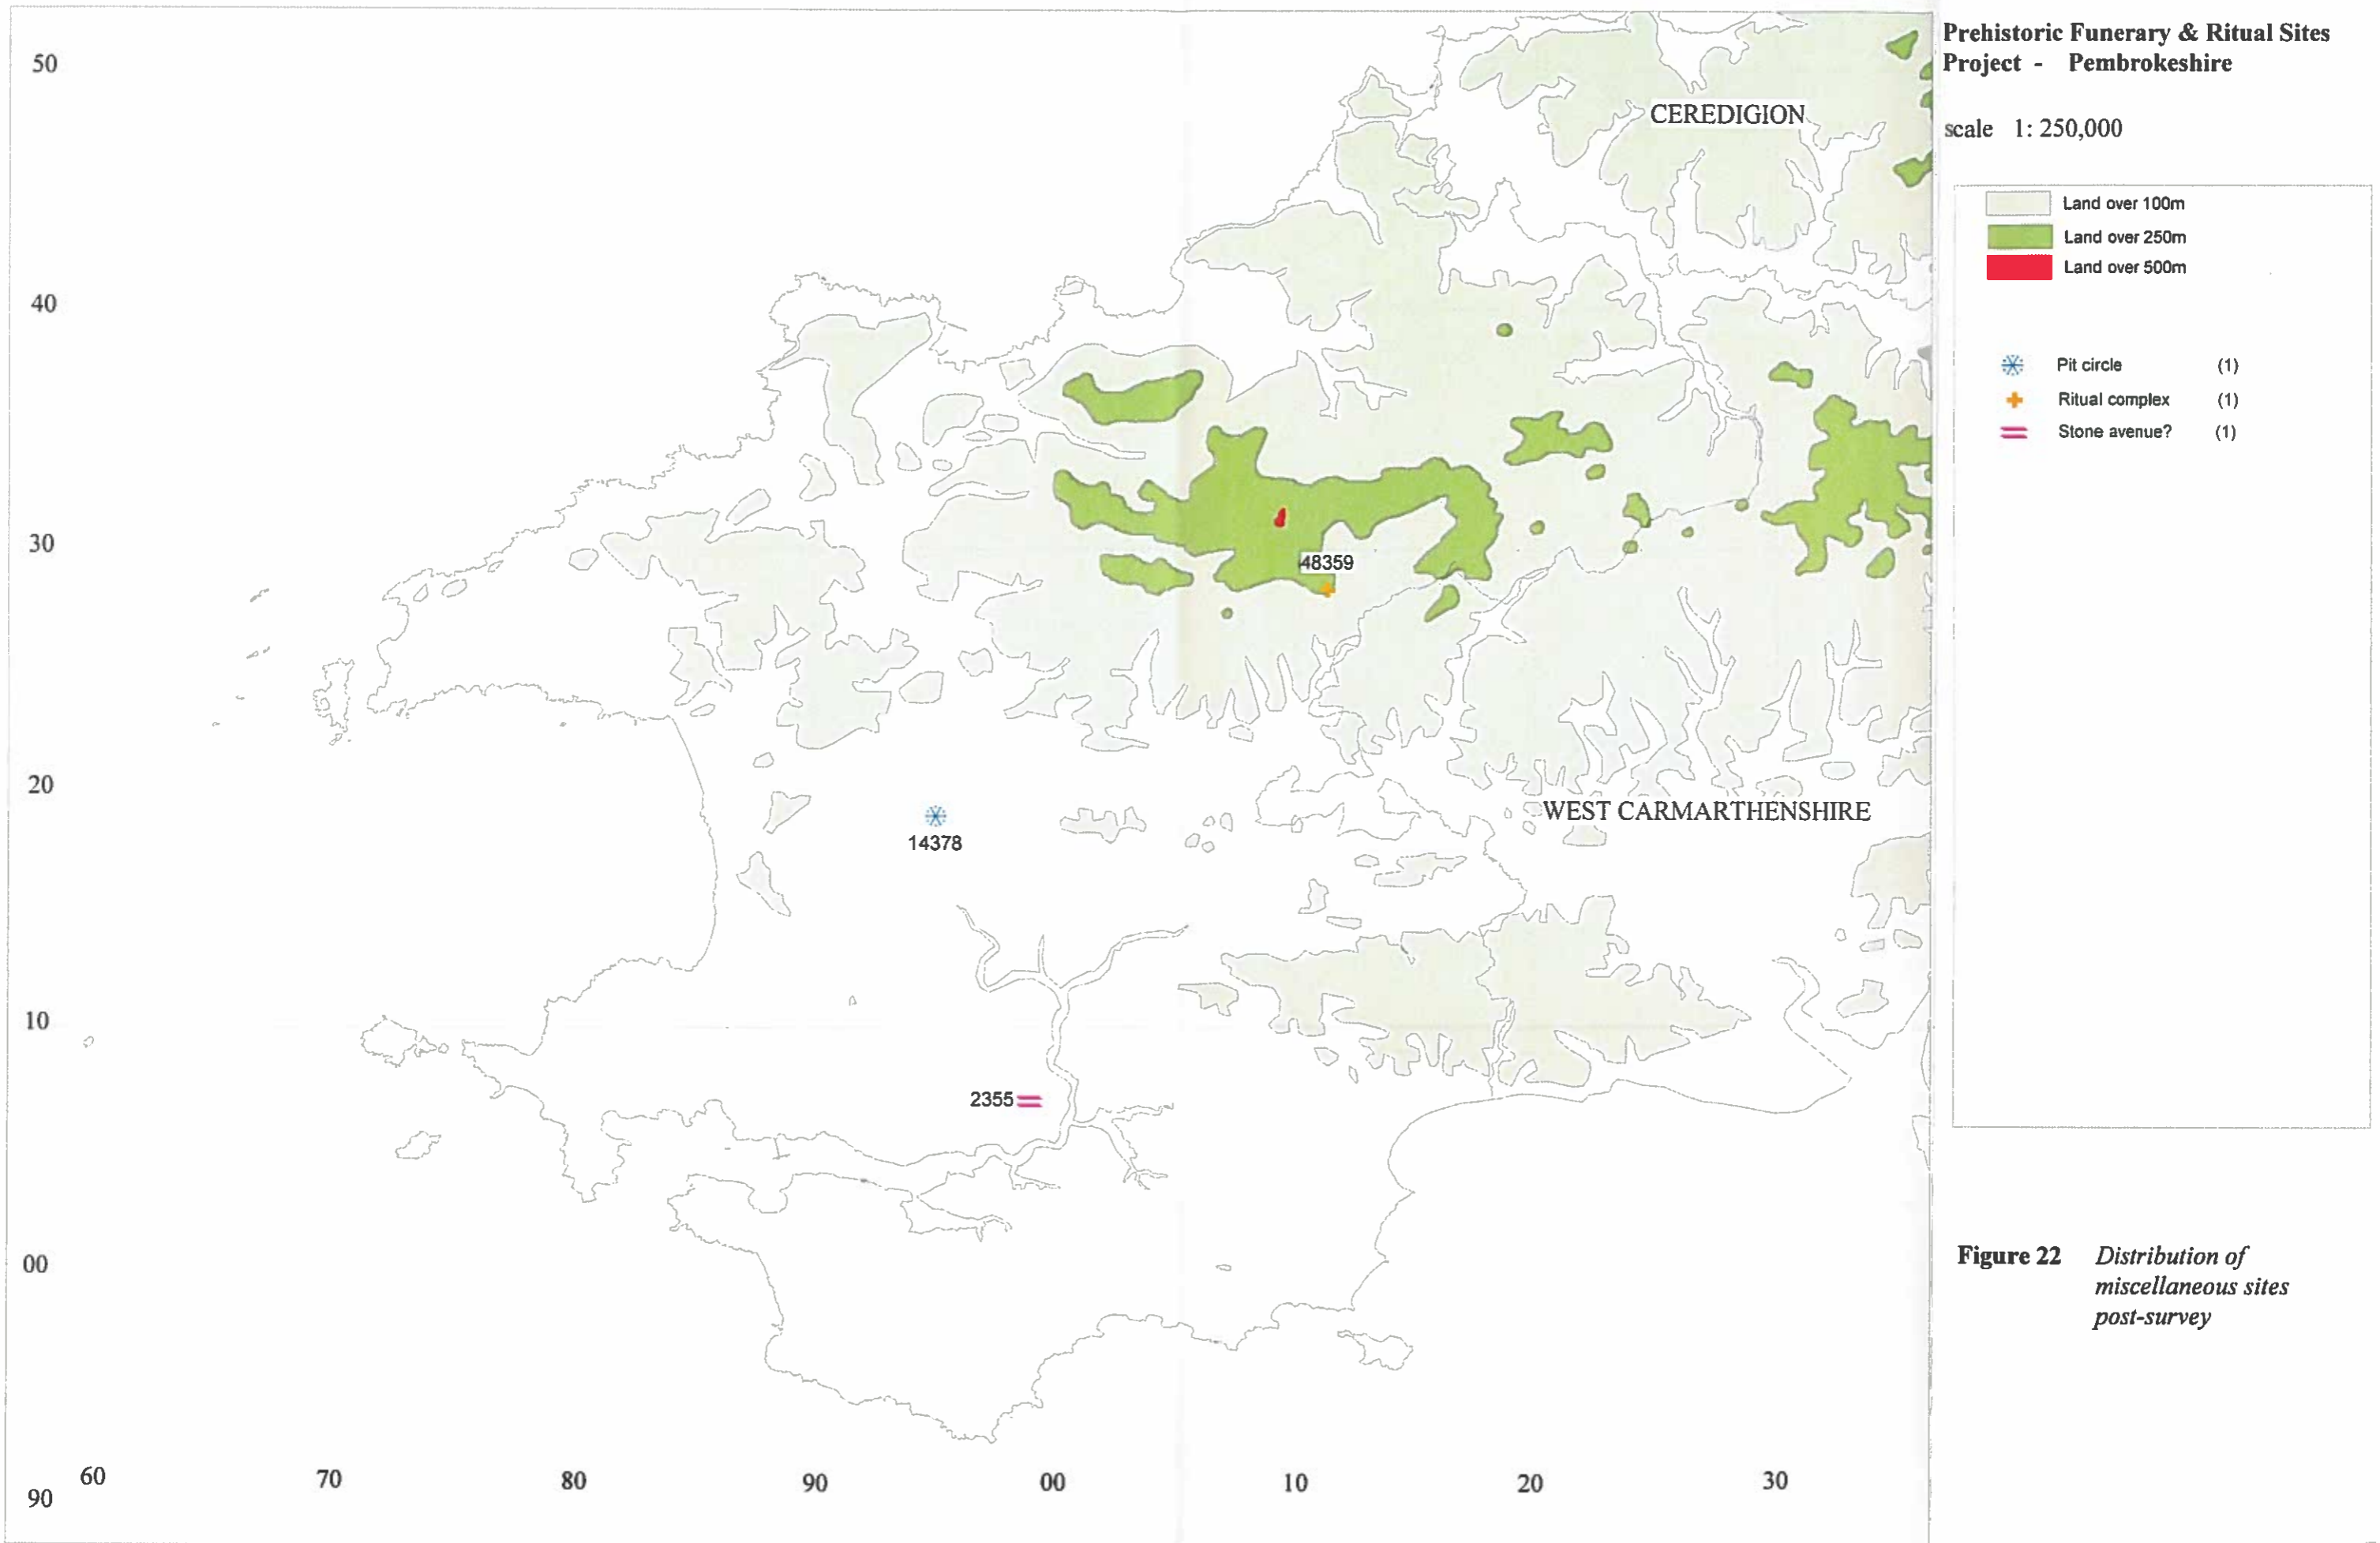 Prehistoric Funerary & Ritual Sites
Project - Pembrokeshire
scale 1: 250,000
Land over 100m
Land over 250m
Land over 500m
Pit circle (1)
Ritual complex (1)
Stone avenue? (1)
50
CEREDIGION
40
30
48359
20
WEST CARMARTHENSHIRE
14378
10
2355
00
60 70 80 90 00 10 20 30
90
Figure 22 Distribution of
miscellaneous sites
post-survey